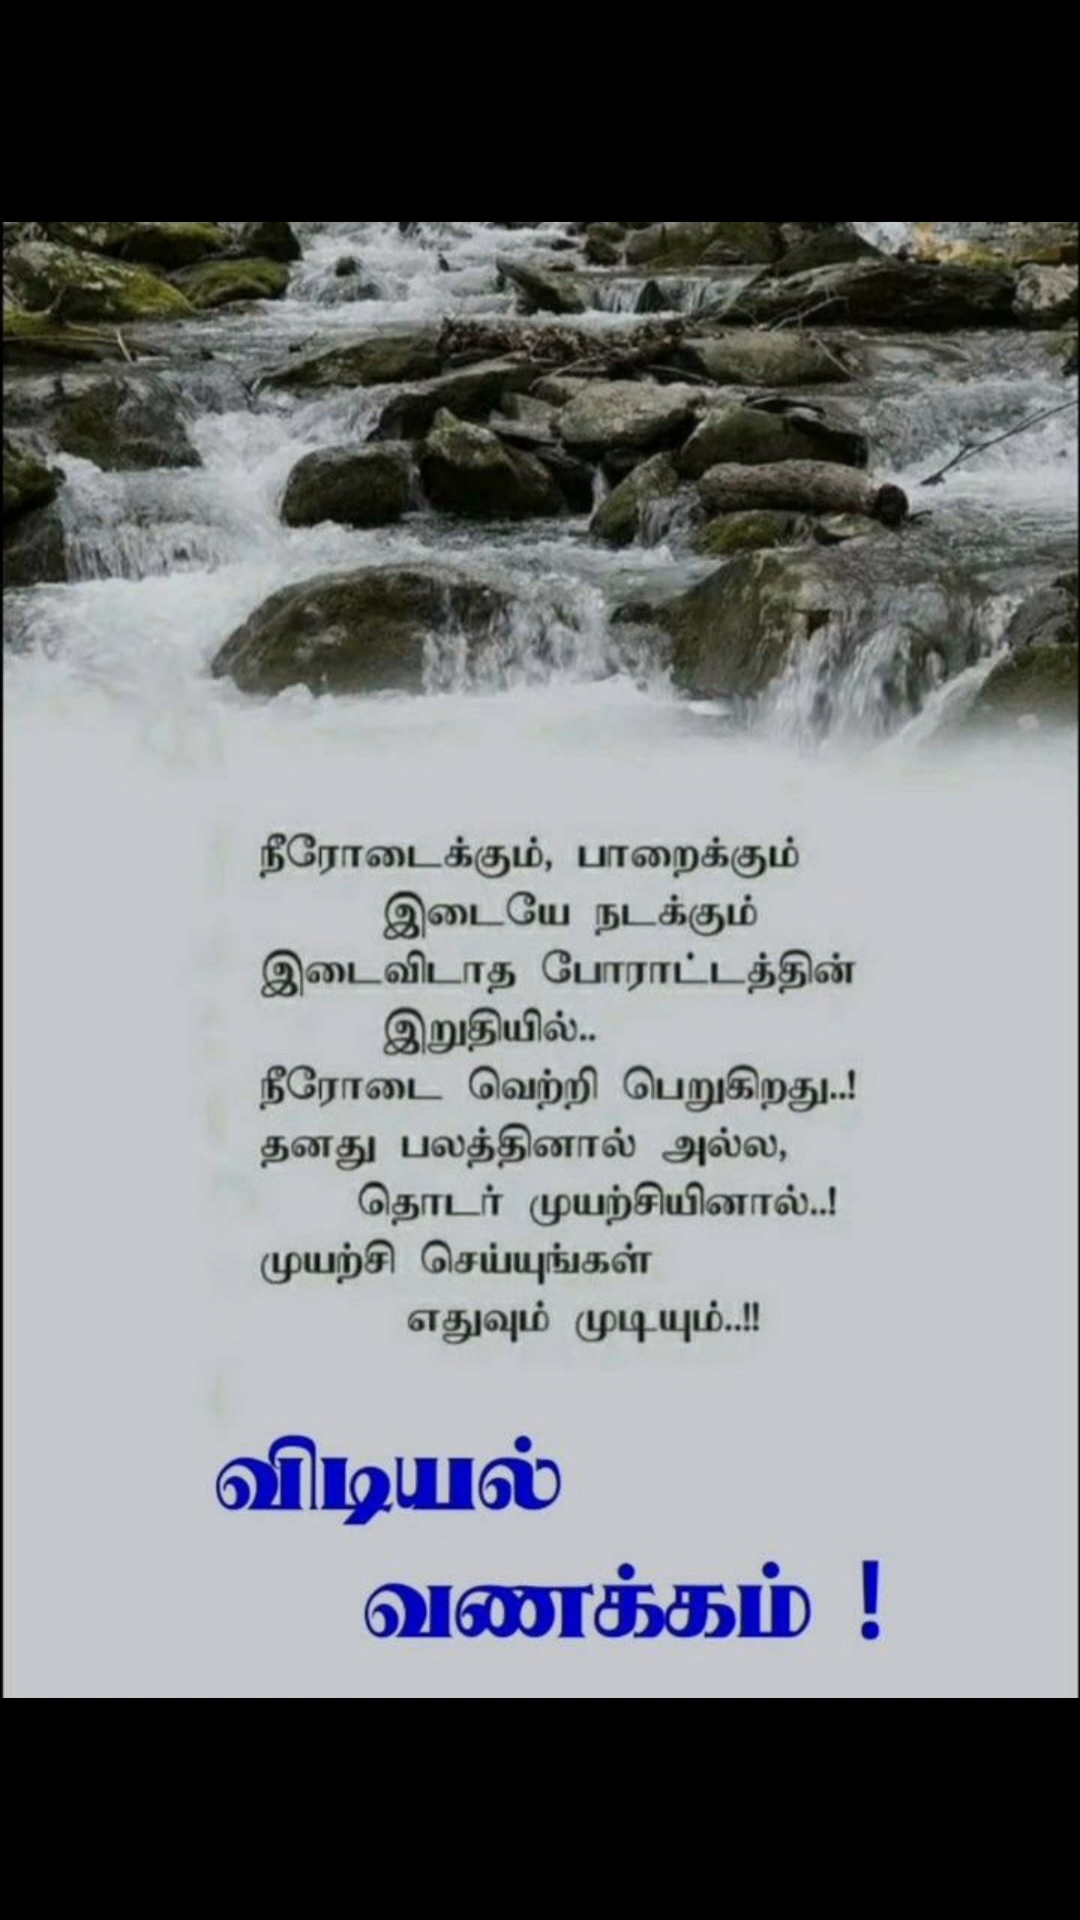 நீரோடைக்கும், பாறைக்கும்
இடையே நடக்கும்
இடைவிடாத போராட்டத்தின்
இறுதியில்..
நீரோடை வெற்றி பெறுகிறது..!
தனது பலத்தினால் அல்ல,
தொடர் முயற்சியினால்..!
முயற்சி செய்யுங்கள்
எதுவும் முடியும்..!!
விடியல்
வணக்கம் !